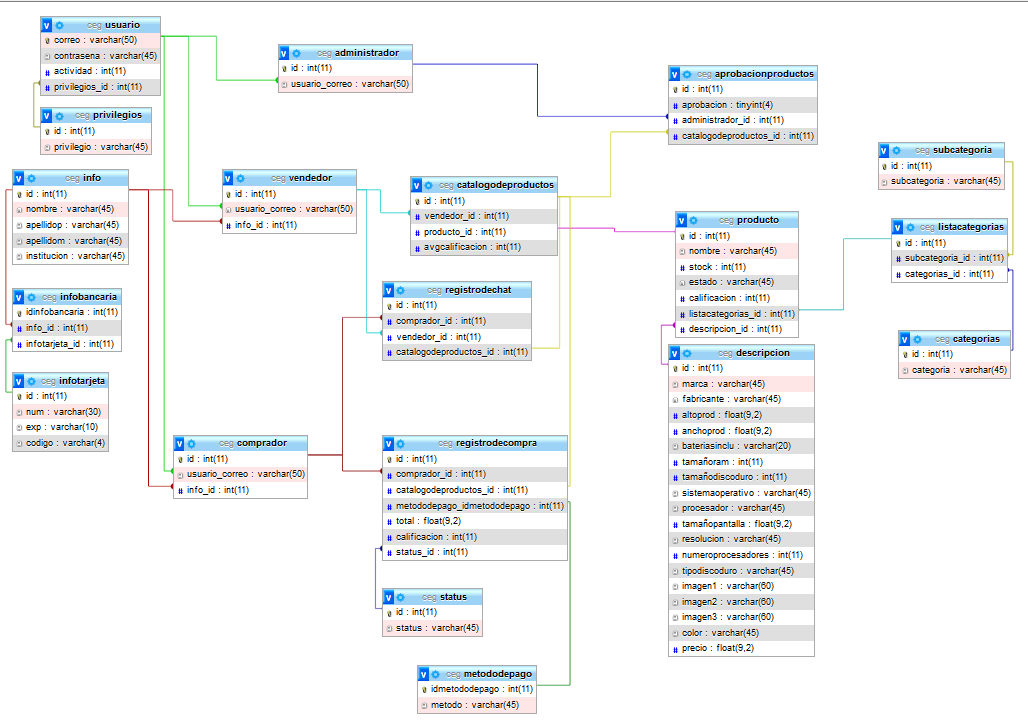 v ceg usuario
correo : varchar(50)
contrasena : varchar(45)
# actividad : int(11)
# privilegios_id : int(11)
v ceg privilegios
id : int(11)
privilegio : varchar(45)
v ceg info
id : int(11)
nombre : varchar(45)
apellidop : varchar(45)
apellidom : varchar(45)
institucion : varchar(45)
v ceg infobancaria
idinfobancaria : int(11)
# info_id : int(11)
# infotarjeta_id : int(11)
v ceg infotarjeta
id : int(11)
num : varchar(30)
exp : varchar(10)
codigo : varchar(4)
v ceg administrador
id : int(11)
usuario_correo : varchar(50)
v ceg vendedor
id : int(11)
usuario_correo : varchar(50)
# info_id : int(11)
v ceg comprador
id : int(11)
usuario_correo : varchar(50)
# info_id : int(11)
v ceg catalogodeproductos
id : int(11)
# vendedor_id : int(11)
# producto_id : int(11)
# avgcalificacion : int(11)
v ceg registrodechat
id : int(11)
# comprador_id : int(11)
# vendedor_id : int(11)
# catalogodeproductos_id : int(11)
v ceg registrodecompra
id : int(11)
# comprador_id : int(11)
# catalogodeproductos_id : int(11)
# metododepago_idmetododepago : int(11)
# total : float(9,2)
# calificacion : int(11)
# status_id : int(11)
v ceg status
id : int(11)
status : varchar(45)
v ceg metododepago
idmetododepago : int(11)
metodo : varchar(45)
v ceg aprobacionproductos
id : int(11)
# aprobacion : tinyint(4)
# administrador_id : int(11)
# catalogodeproductos_id : int(11)
v ceg producto
id : int(11)
nombre : varchar(45)
# stock : int(11)
estado : varchar(45)
# calificacion : int(11)
# listacategorias_id : int(11)
# descripcion_id : int(11)
v ceg descripcion
id : int(11)
marca : varchar(45)
fabricante : varchar(45)
# altoprod : float(9,2)
# anchoprod : float(9,2)
bateriasinclu : varchar(20)
# tamañoram : int(11)
# tamañodiscoduro : int(11)
sistemaoperativo : varchar(45)
procesador : varchar(45)
# tamañopantalla : float(9,2)
resolucion : varchar(45)
# numeroprocesadores : int(11)
tipodiscoduro : varchar(45)
imagen1 : varchar(60)
imagen2 : varchar(60)
imagen3 : varchar(60)
color : varchar(45)
# precio : float(9,2)
v ceg subcategoria
id : int(11)
subcategoria : varchar(45)
v ceg listacategorias
id : int(11)
# subcategoria_id : int(11)
# categorias_id : int(11)
v ceg categorias
id : int(11)
categoria : varchar(45)